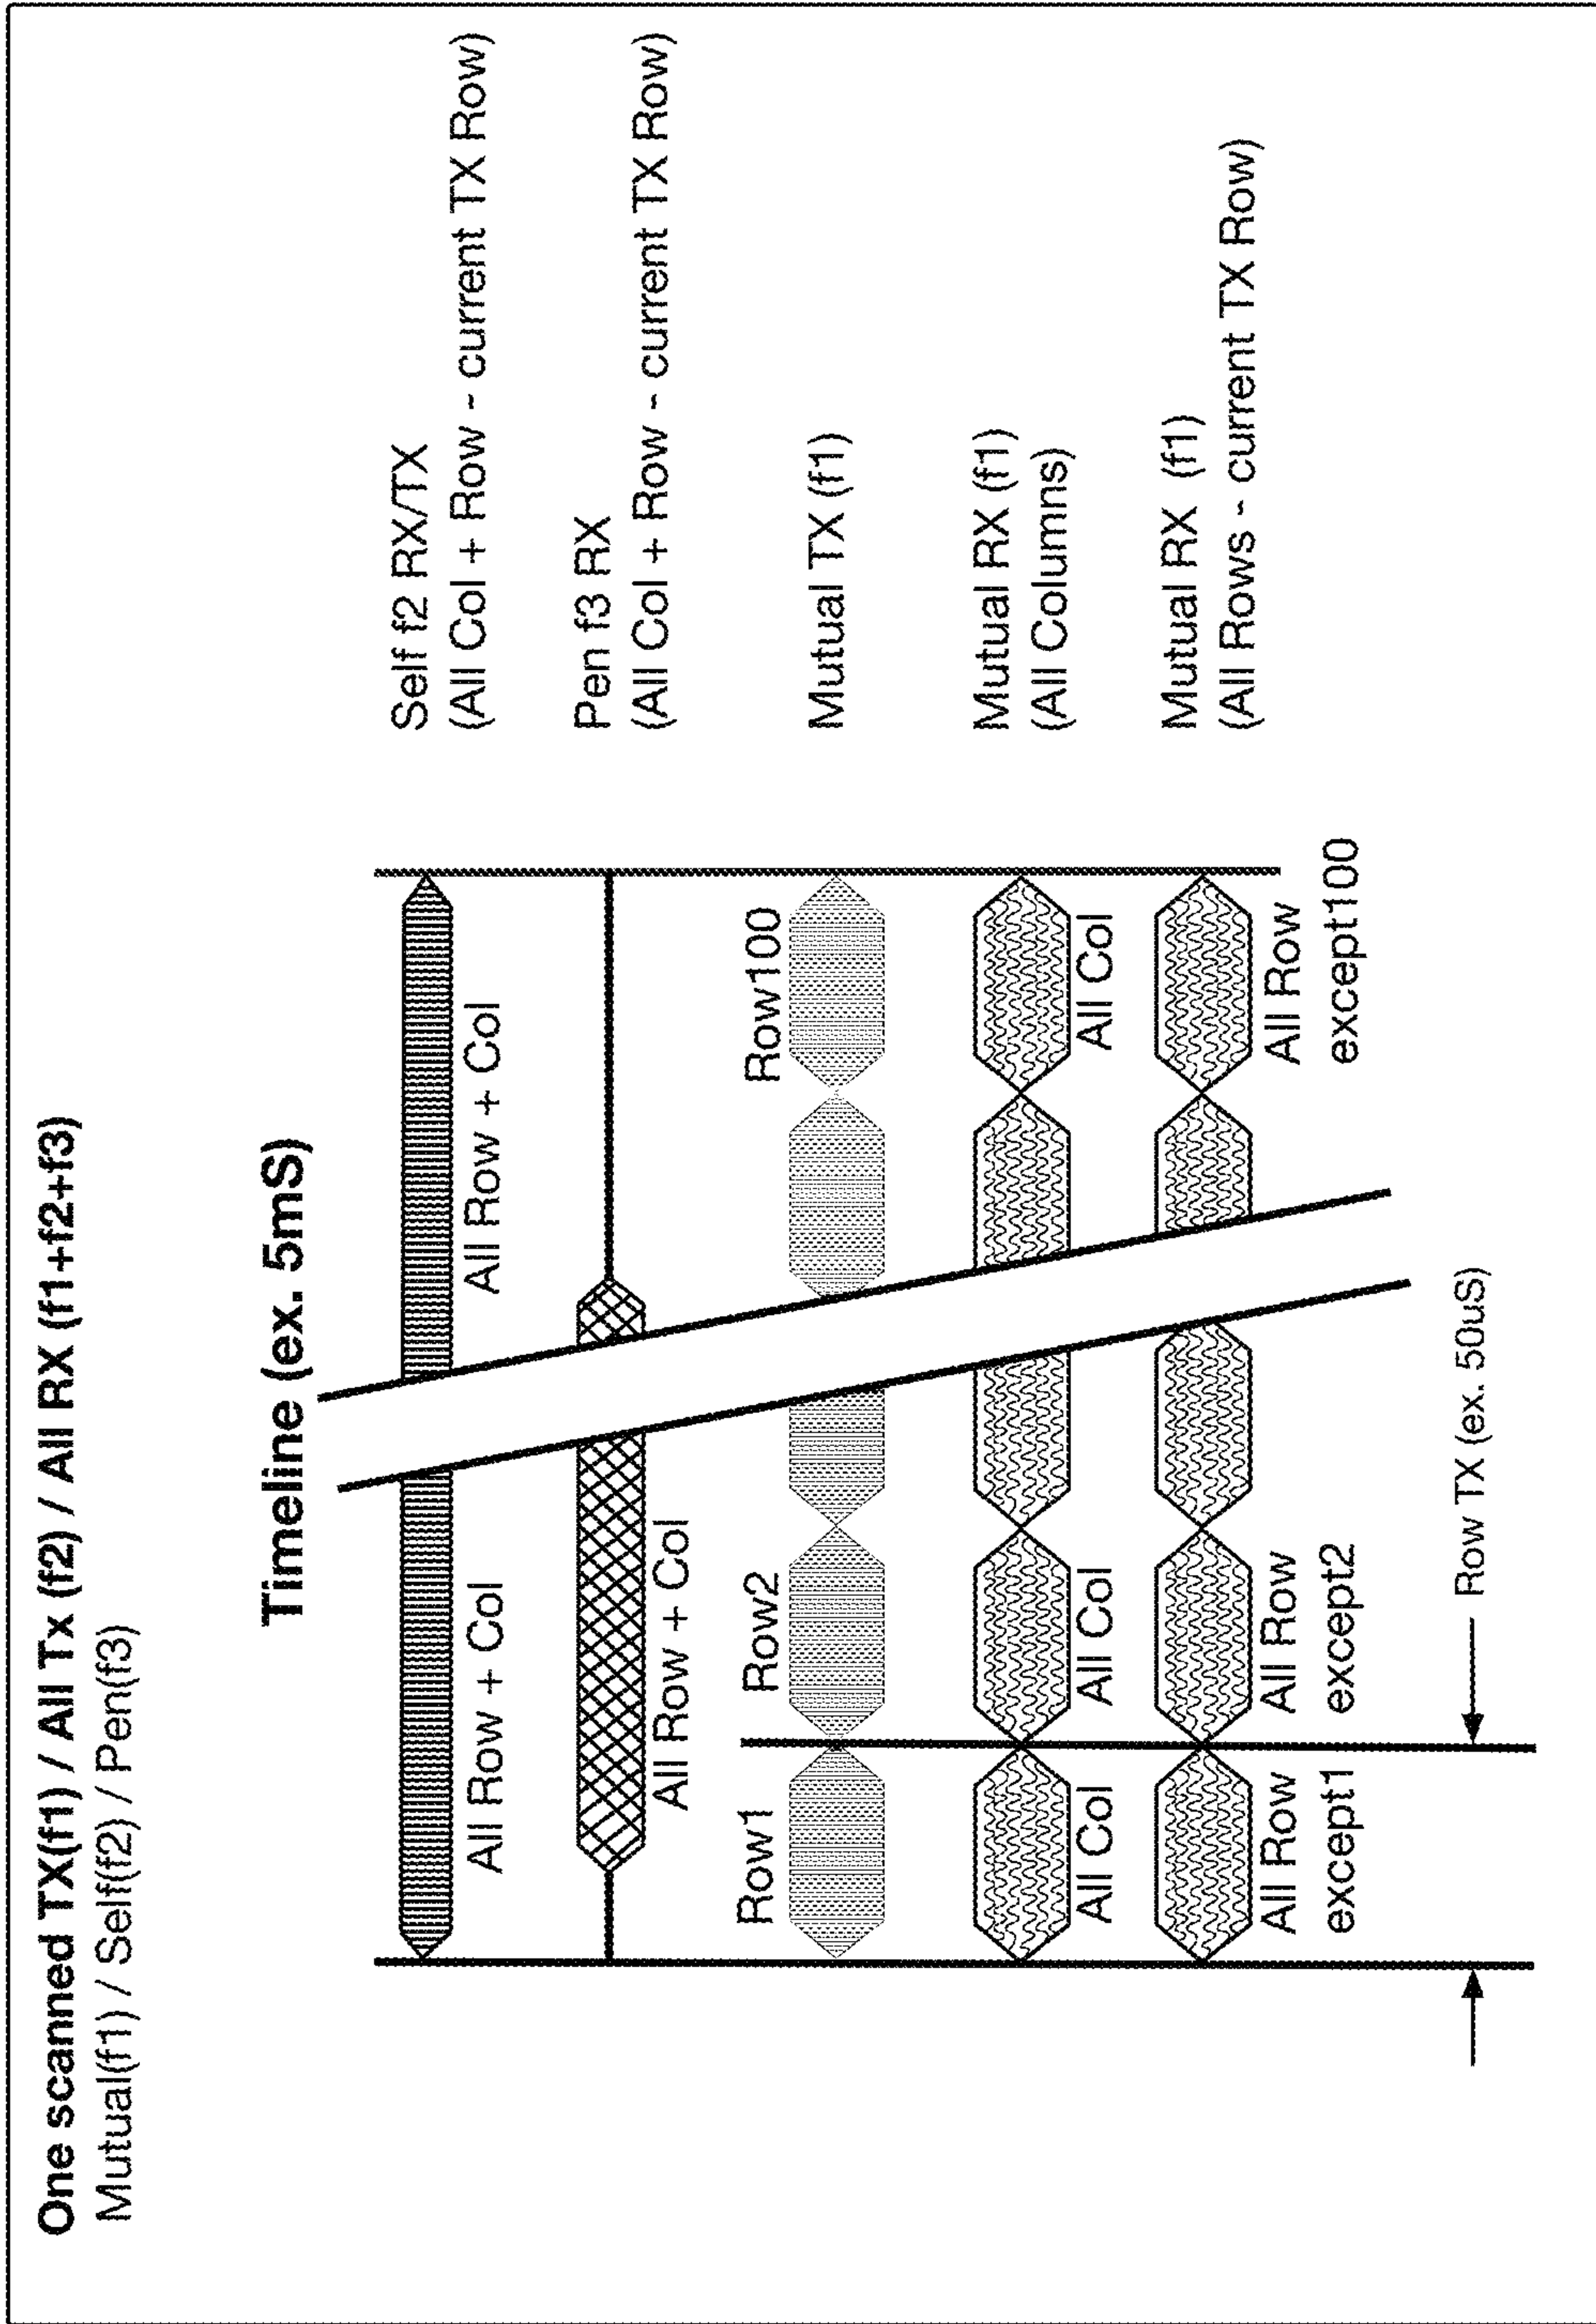 One scanned TX(f1) / All Tx (f2) / All RX (f1+f2+f3)
Mutual(f1) / Self(f2) / Pen(f3)
Timeline (ex. 5mS)
All Row + Col
All Row + Col
Self f2 RX/TX
(All Col + Row - current TX Row)
All Row + Col
Pen f3 RX
(All Col + Row - current TX Row)
Row1
Row2
Row100
Mutual TX (f1)
All Col
All Col
All Col
Mutual RX (f1)
(All Columns)
All Row
except1
All Row
except2
All Row
except100
Mutual RX (f1)
(All Rows - current TX Row)
Row TX (ex. 50uS)